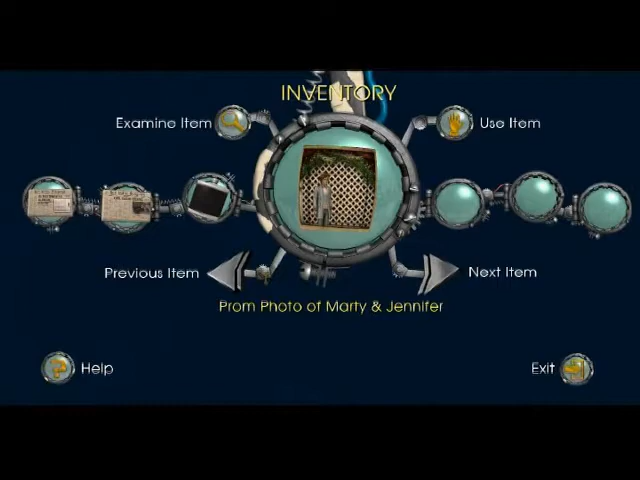 INVENTORY
Examine Item
Use Item
Previous Item
Next Item
Prom Photo of Marty & Jennifer
Help
Exit